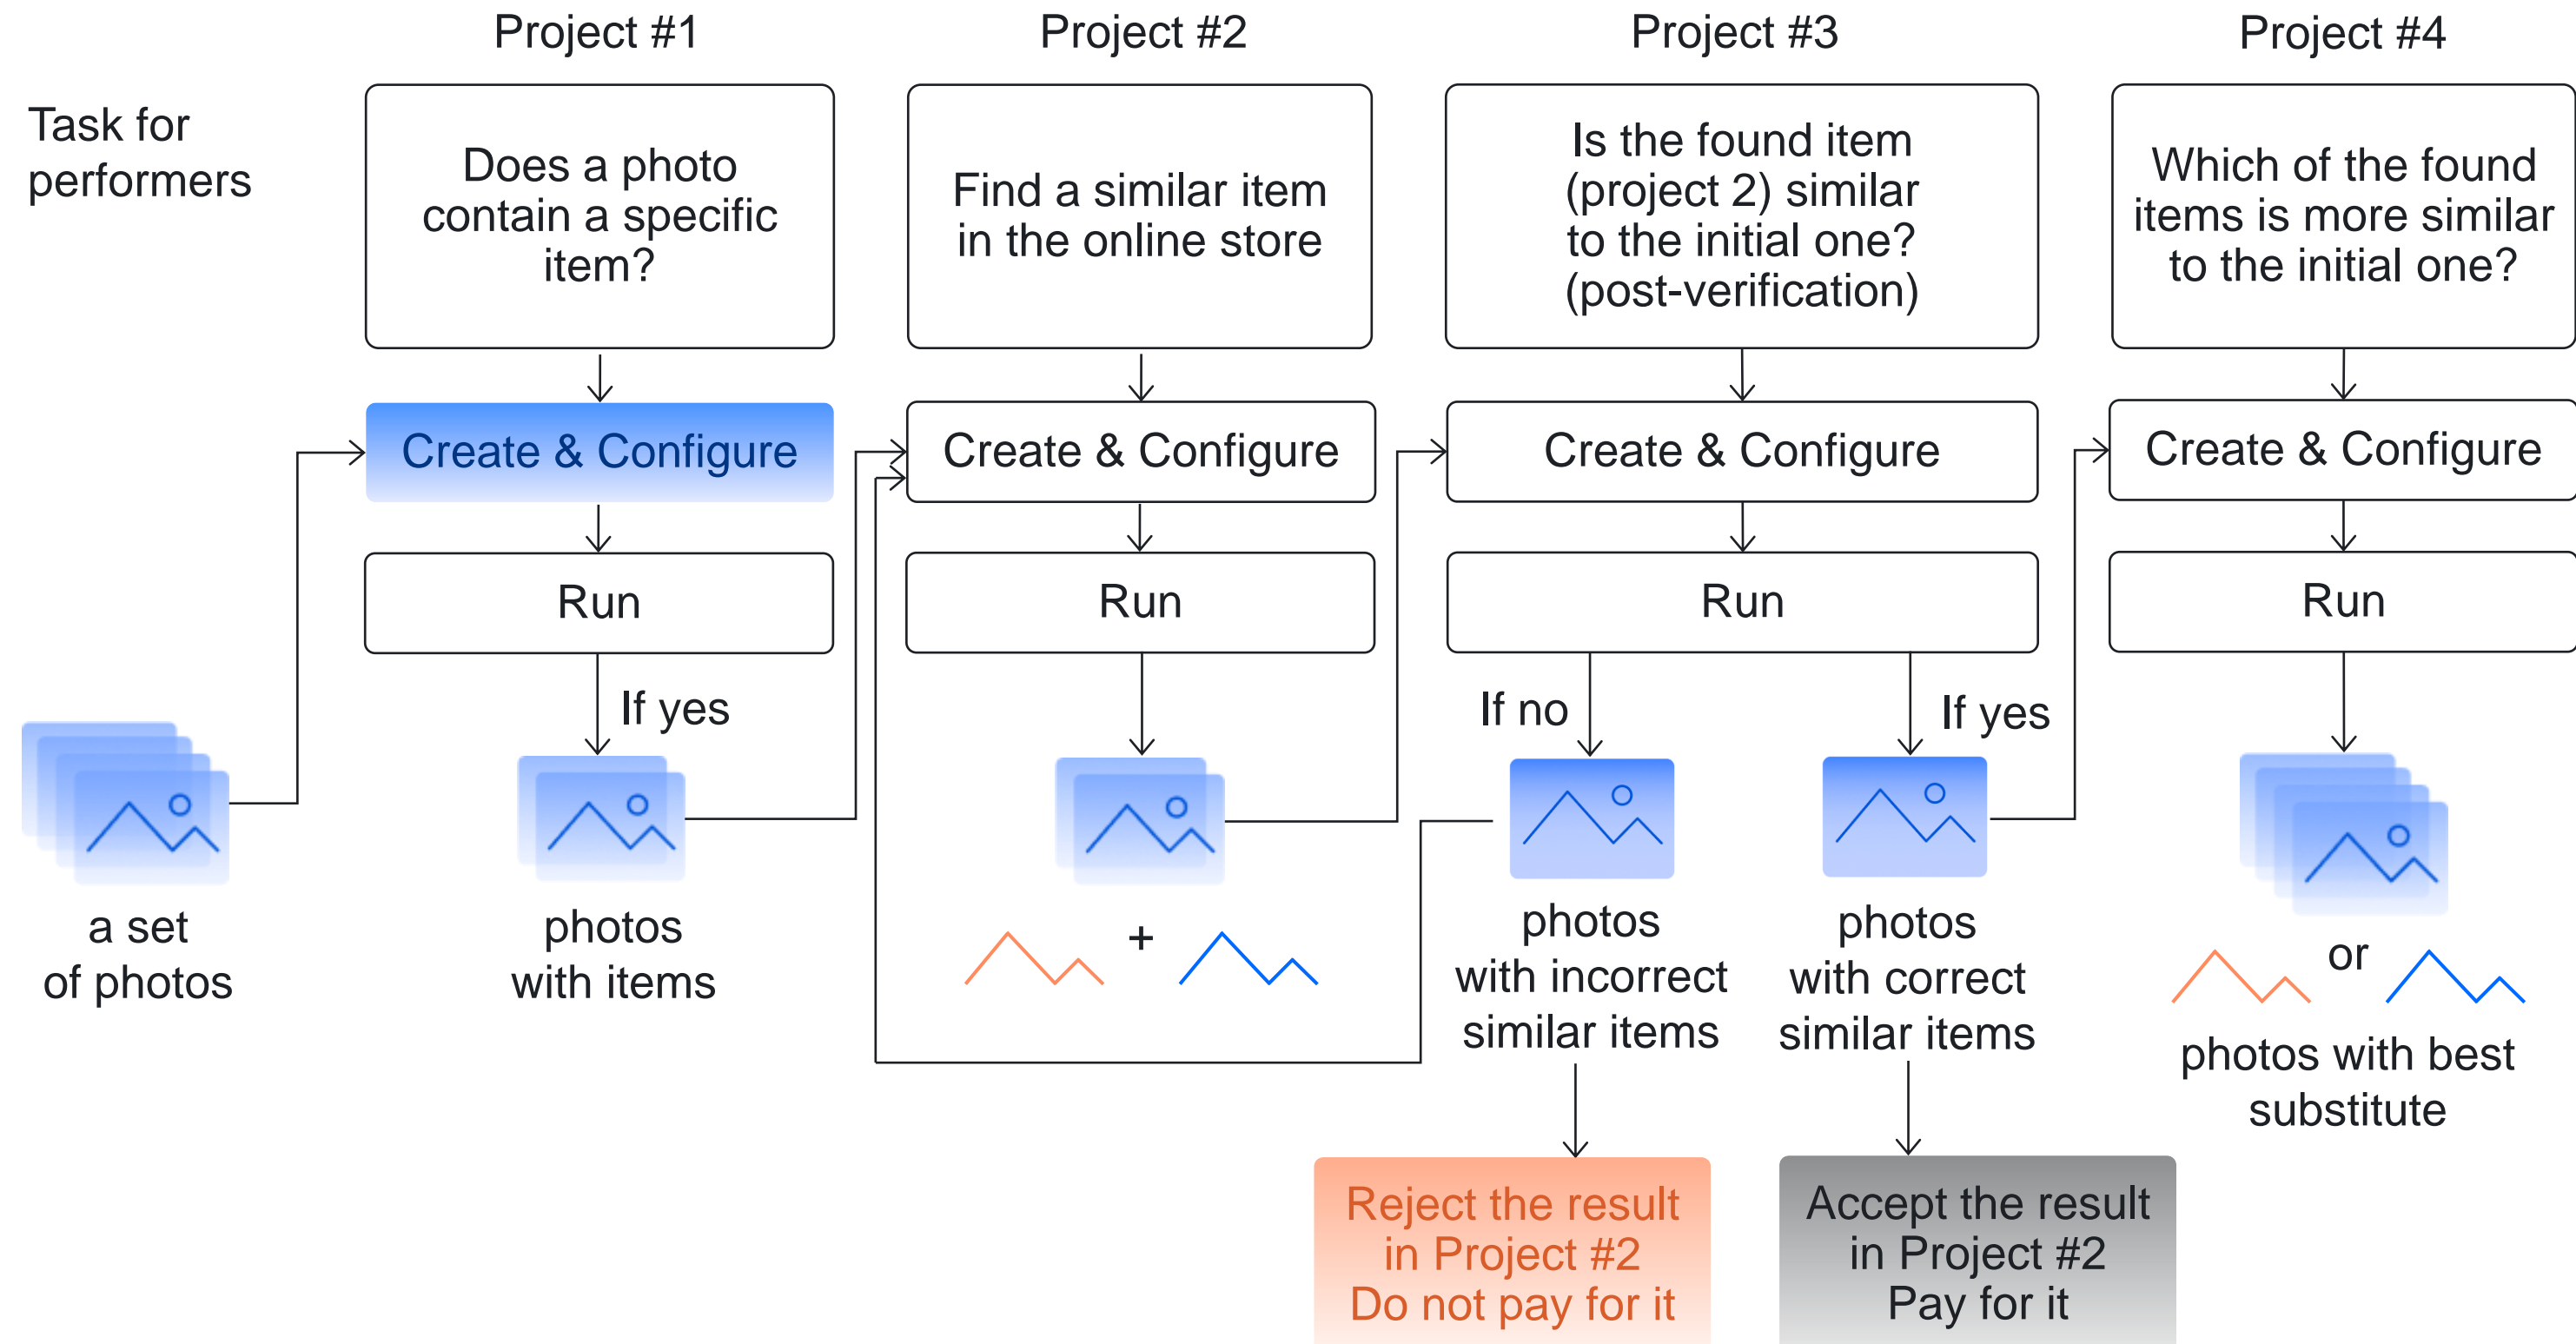 Project #1
Project #2
Project #3
Project #4
Task for
performers
Does a photo
contain a specific
item?
Find a similar item
in the online store
Is the found item
(project 2) similar
to the initial one?
(post-verification)
Which of the found
items is more similar
to the initial one?
Create & Configure
Create & Configure
Create & Configure
Create & Configure
Run
Run
Run
Run
If yes
If no
If yes
a set
of photos
photos
with items
+
photos
with incorrect
similar items
photos
with correct
similar items
or
photos with best
substitute
Reject the result
in Project #2
Do not pay for it
Accept the result
in Project #2
Pay for it